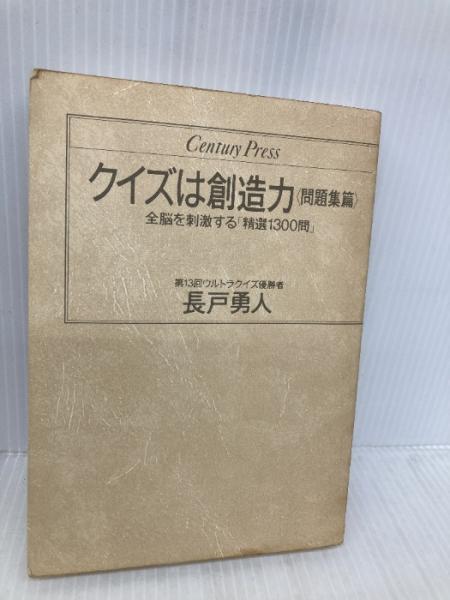 Century Press
クイズは創造力〈問題集篇〉
全脳を刺激する「精選1300問」
第13回ウルトラクイズ優勝者
長戸勇人